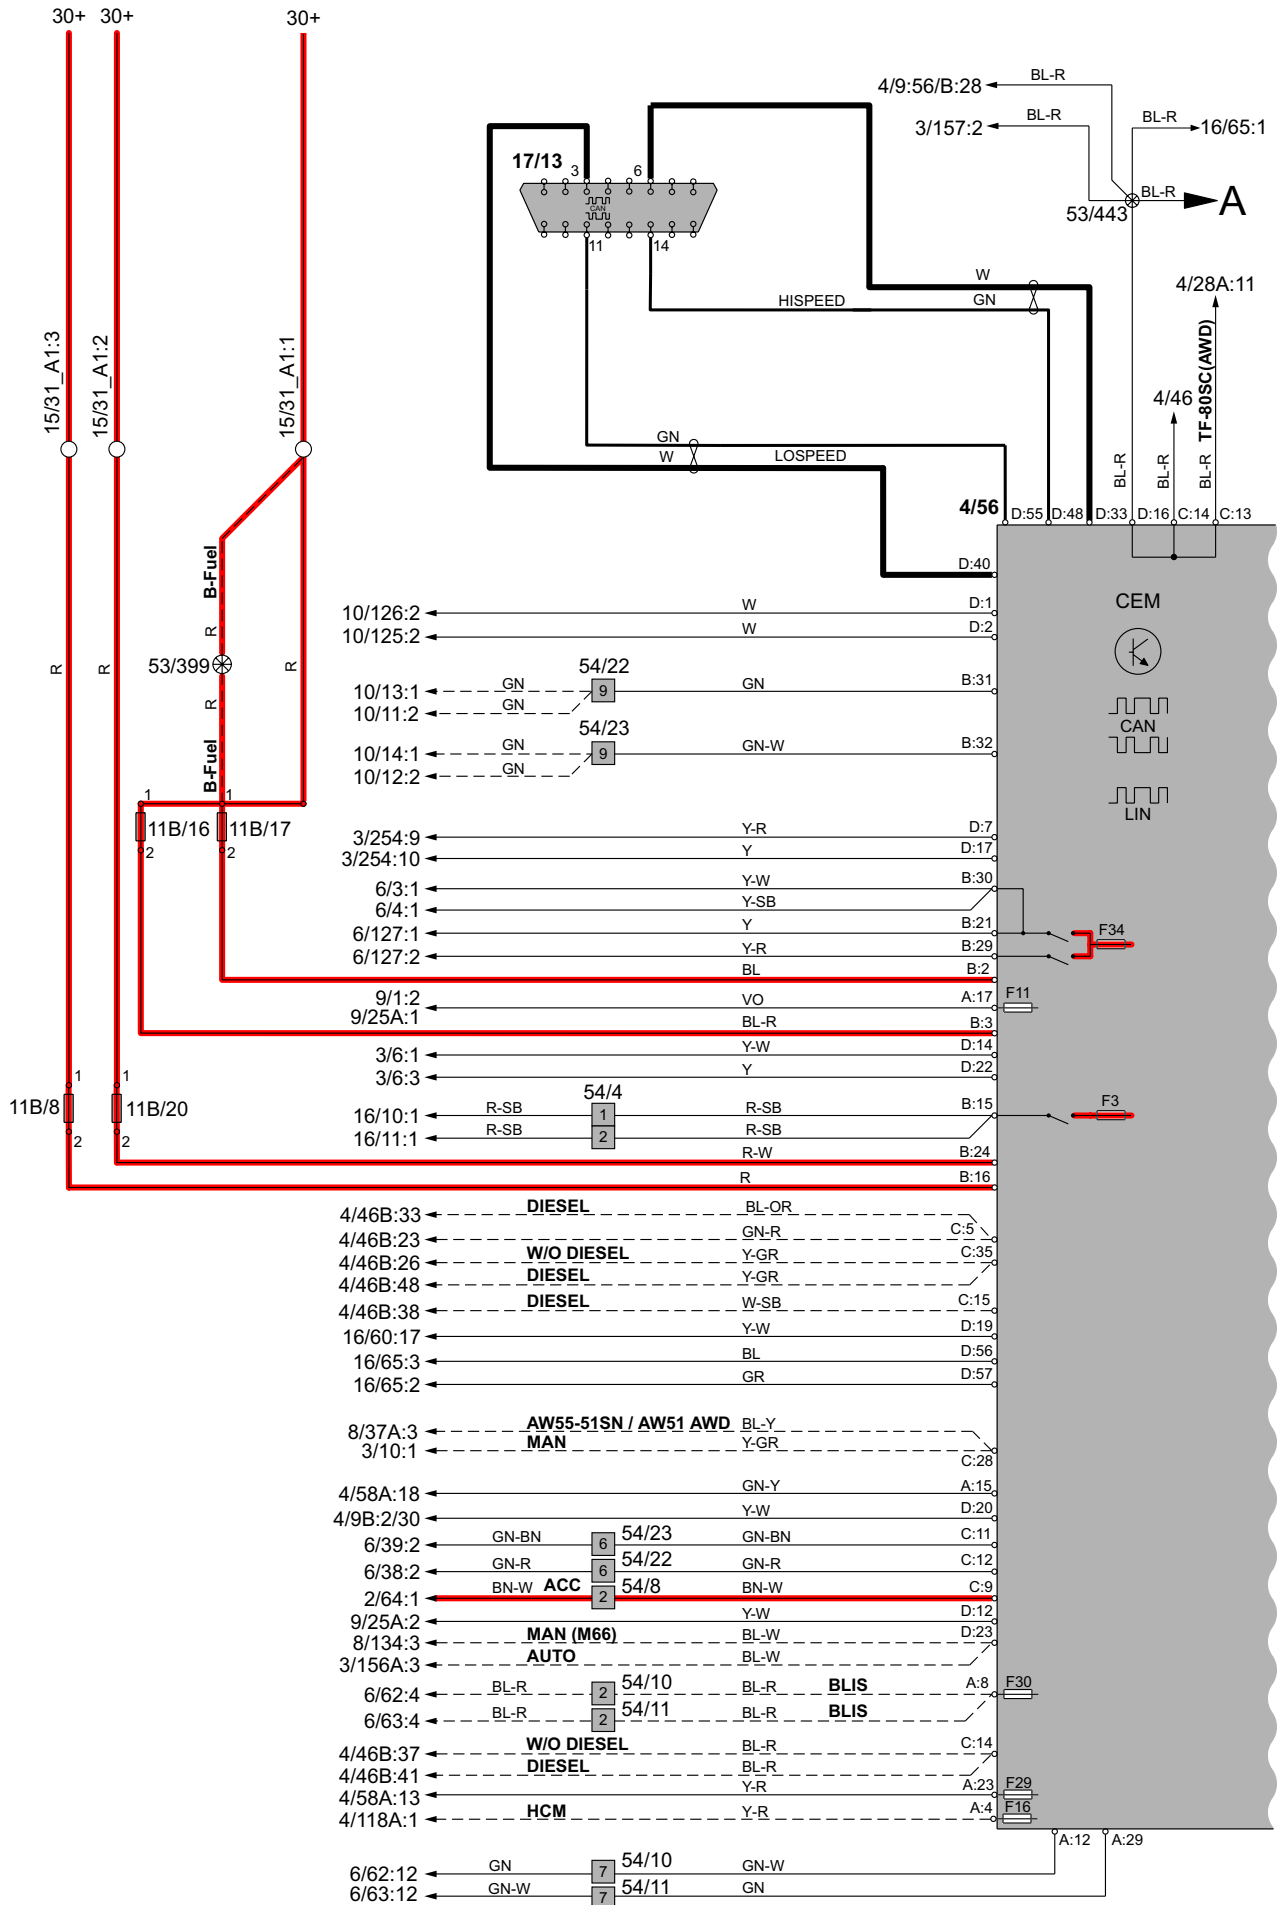 30+ 30+ 30+
4/9:56/B:28 BL-R
3/157:2 BL-R BL-R 16/65:1
17/13 3 6
CAN
BL-R A
53/443
11 14
W
HISPEED GN
4/28A:11
15/31_A1:3 15/31_A1:2 15/31_A1:1
TF-80SC(AWD)
4/46
GN
W LOSPEED
BL-R BL-R BL-R
4/56 D:55 D:48 D:33 D:16 C:14 C:13
D:40
B-Fuel
CEM
10/126:2 W D:1
10/125:2 W D:2
R
53/399
R R R
54/22
10/13:1 GN 9 GN B:31
10/11:2 GN
R
CAN
54/23
10/14:1 GN 9 GN-W B:32
10/12:2 GN
B-Fuel
LIN
1 1
11B/16 11B/17
2 2
3/254:9 Y-R D:7
3/254:10 Y D:17
6/3:1 Y-W B:30
6/4:1 Y-SB
6/127:1 Y B:21 F34
6/127:2 Y-R B:29
BL B:2
9/1:2 VO A:17 F11
9/25A:1
BL-R B:3
3/6:1 Y-W D:14
3/6:3 Y D:22
1 1
11B/8 11B/20
2 2
54/4
16/10:1 R-SB 1 R-SB B:15 F3
16/11:1 R-SB 2 R-SB
R-W B:24
R B:16
4/46B:33 DIESEL BL-OR
4/46B:23 GN-R C:5
4/46B:26 W/O DIESEL Y-GR C:35
4/46B:48 DIESEL Y-GR
4/46B:38 DIESEL W-SB C:15
16/60:17 Y-W D:19
16/65:3 BL D:56
16/65:2 GR D:57
8/37A:3 AW55-51SN / AW51 AWD BL-Y
3/10:1 MAN Y-GR
C:28
4/58A:18 GN-Y A:15
4/9B:2/30 Y-W D:20
6/39:2 GN-BN 6 54/23 GN-BN C:11
6/38:2 GN-R 6 54/22 GN-R C:12
2/64:1 BN-W ACC 2 54/8 BN-W C:9
9/25A:2 Y-W D:12
8/134:3 MAN (M66) BL-W D:23
3/156A:3 AUTO BL-W
6/62:4 BL-R 2 54/10 BL-R BLIS A:8 F30
6/63:4 BL-R 2 54/11 BL-R BLIS
4/46B:37 W/O DIESEL BL-R C:14
4/46B:41 DIESEL BL-R
4/58A:13 Y-R A:23 F29
4/118A:1 HCM Y-R A:4 F16
A:12 A:29
6/62:12 GN 7 54/10 GN-W
6/63:12 GN-W 7 54/11 GN